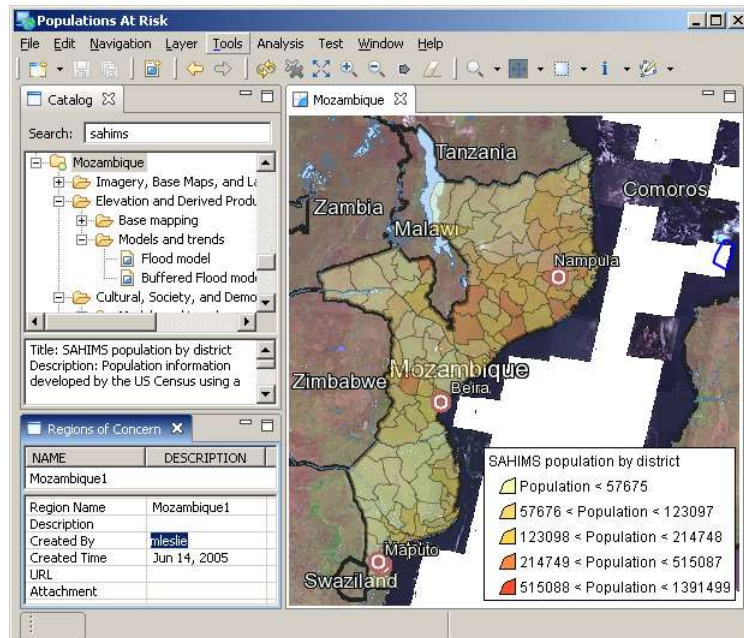 Populations At Risk
File Edit Navigation Layer Tools Analysis Test Window Help
Catalog
Search: sahims
Mozambique
Imagery, Base Maps, and La
Elevation and Derived Produ
Base mapping
Models and trends
Flood model
Buffered Flood mode
Cultural, Society, and Demo
Title: SAHIMS population by district
Description: Population information
developed by the US Census using a
Regions of Concern
NAME DESCRIPTION
Mozambique1
Region Name Mozambique1
Description
Created By mleslie
Created Time Jun 14, 2005
URL
Attachment
Mozambique
Tanzania
Comoros
Zambia
Malawi
Nampula
Mozambique
Zimbabwe
Beira
Maputo
Swaziland
SAHIMS population by district
Population < 57675
57676 < Population < 123097
123098 < Population < 214748
214749 < Population < 515087
515088 < Population < 1391499